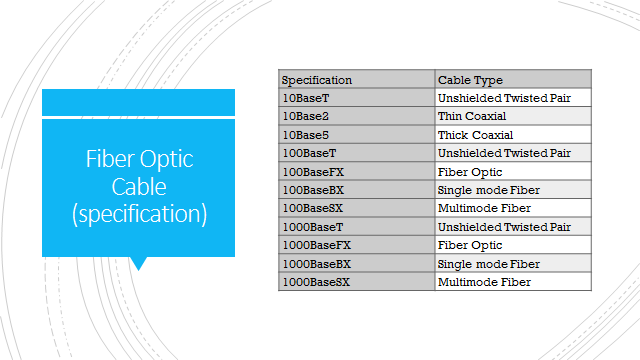 Fiber Optic
Cable
(specification)
Specification Cable Type
10BaseT Unshielded Twisted Pair
10Base2 Thin Coaxial
10Base5 Thick Coaxial
100BaseT Unshielded Twisted Pair
100BaseFX Fiber Optic
100BaseBX Single mode Fiber
100BaseSX Multimode Fiber
1000BaseT Unshielded Twisted Pair
1000BaseFX Fiber Optic
1000BaseBX Single mode Fiber
1000BaseSX Multimode Fiber